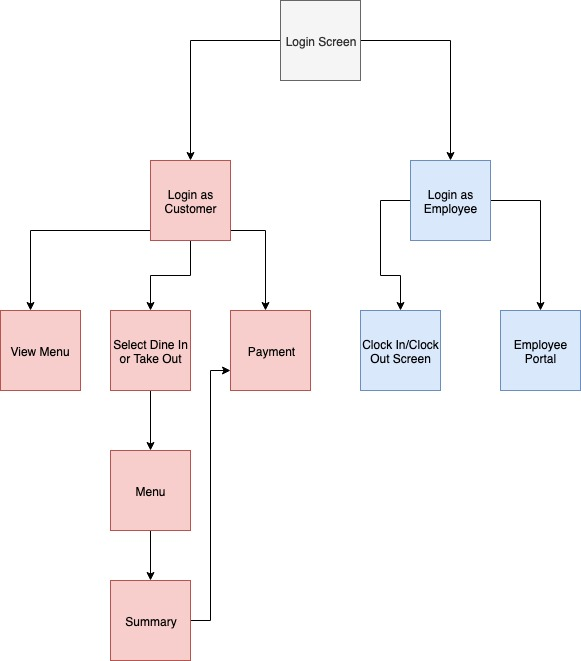 Login Screen
Login as
Customer
Login as
Employee
View Menu
Select Dine In
or Take Out
Payment
Clock In/Clock
Out Screen
Employee
Portal
Menu
Summary